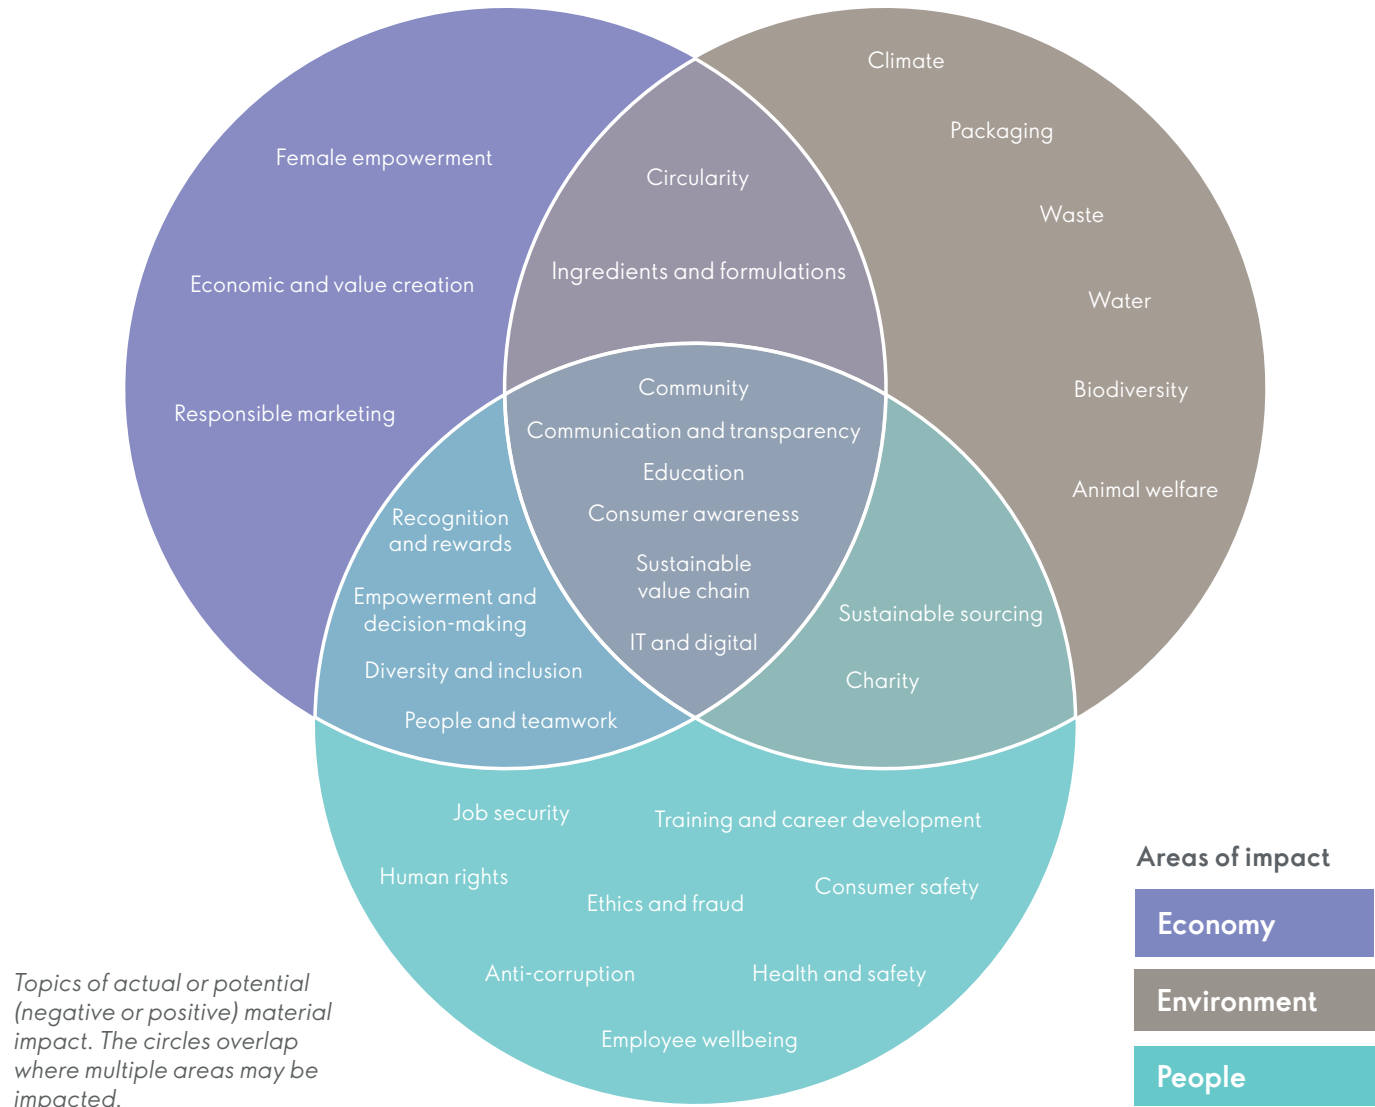 Climate
Packaging
Female empowerment
Circularity
Waste
Ingredients and formulations
Economic and value creation
Water
Community
Biodiversity
Responsible marketing
Communication and transparency
Education
Animal welfare
Consumer awareness
Recognition
and rewards
Sustainable
value chain
Empowerment and
decision-making
Sustainable sourcing
IT and digital
Diversity and inclusion
Charity
People and teamwork
Job security
Training and career development
Human rights
Consumer safety
Ethics and fraud
Anti-corruption
Health and safety
Employee wellbeing
Areas of impact
Economy
Environment
People
Topics of actual or potential
(negative or positive) material
impact. The circles overlap
where multiple areas may be
impacted.